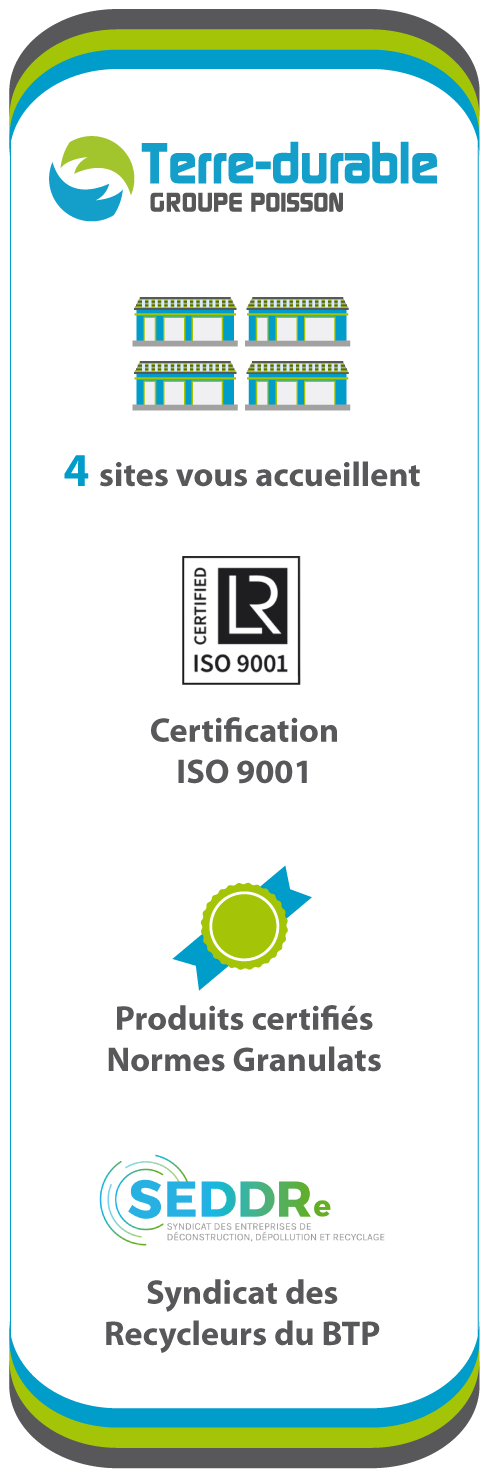 Terre-durable
GROUPE POISSON
4 sites vous accueillent
CERTIFIED
LR
ISO 9001
Certification
ISO 9001
Produits certifiés
Normes Granulats
SEDDRe
SYNDICAT DES ENTREPRISES DE
DÉCONSTRUCTION, DÉPOLLUTION ET RECYCLAGE
Syndicat des
Recycleurs du BTP